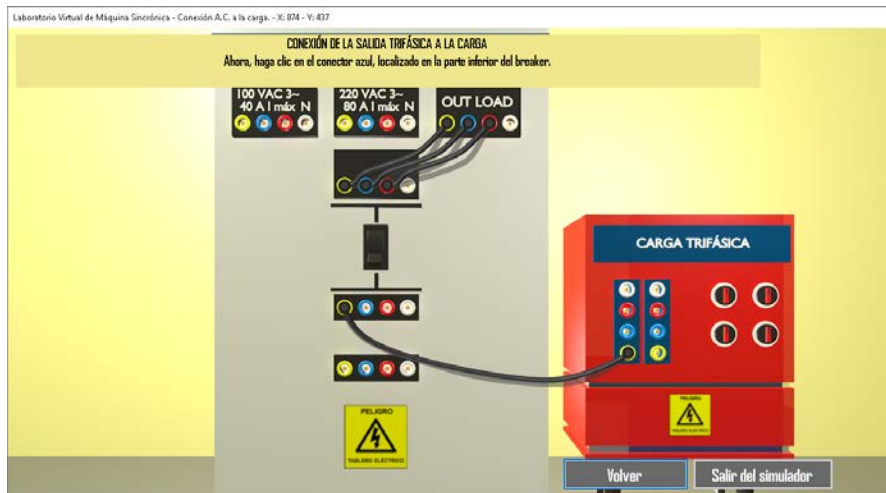 Laboratorio Virtual de Máquina Sincrónica - Conexión A.C. a la carga. - X: 874 - Y: 437
CONEXIÓN DE LA SALIDA TRIFÁSICA A LA CARGA
Ahora, haga clic en el conector azul, localizado en la parte inferior del breaker.
100 VAC 3~
40 A I máx N
220 VAC 3~
80 A I máx N
OUT LOAD
CARGA TRIFÁSICA
PELIGRO
TABLERO ELÉCTRICO
PELIGRO
TABLERO ELÉCTRICO
Volver
Salir del simulador